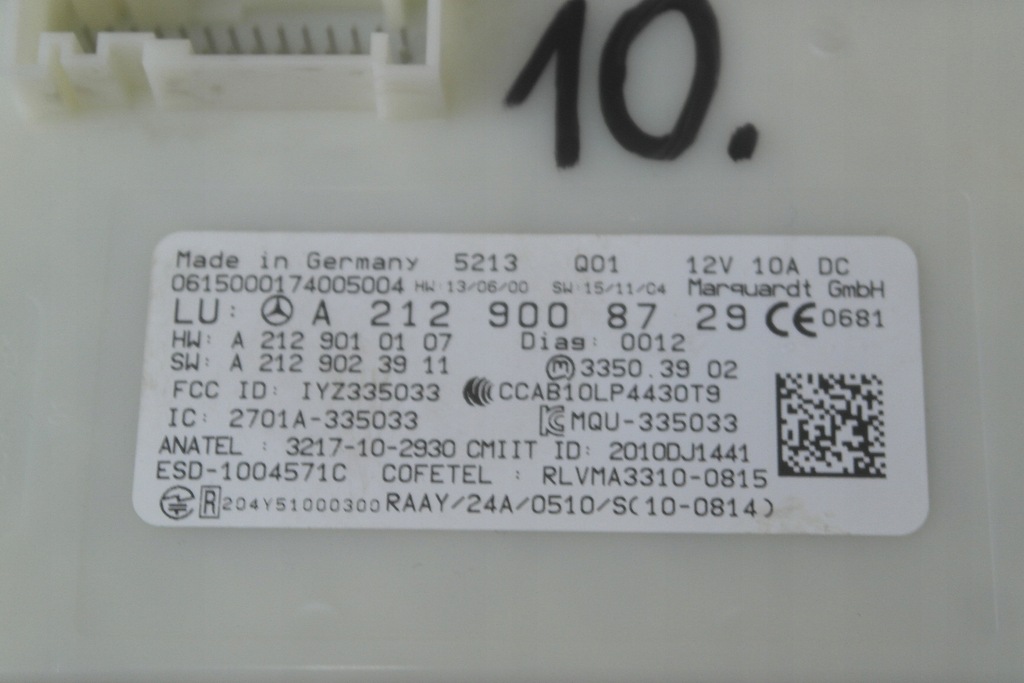 10.
Made in Germany 5213 Q01 12V 10A DC
0615000174005004 HW:13/06/00 SW:15/11/C4 Marquardt GmbH
LU: A 212 900 87 29 CE 0681
HW: A 212 901 01 07 Diag: 0012
SW: A 212 902 39 11 m 3350.3902
FCC ID: IYZ335033 CCAB10LP4430T9
IC: 2701A-335033 MQU-335033
ANATEL : 3217-10-2930 CMIIT ID: 2010DJ1441
ESD-1004571C COFETEL : RLVMA3310-0815
R 204Y51000300 RAAY/24A/0510/S(10-0814)